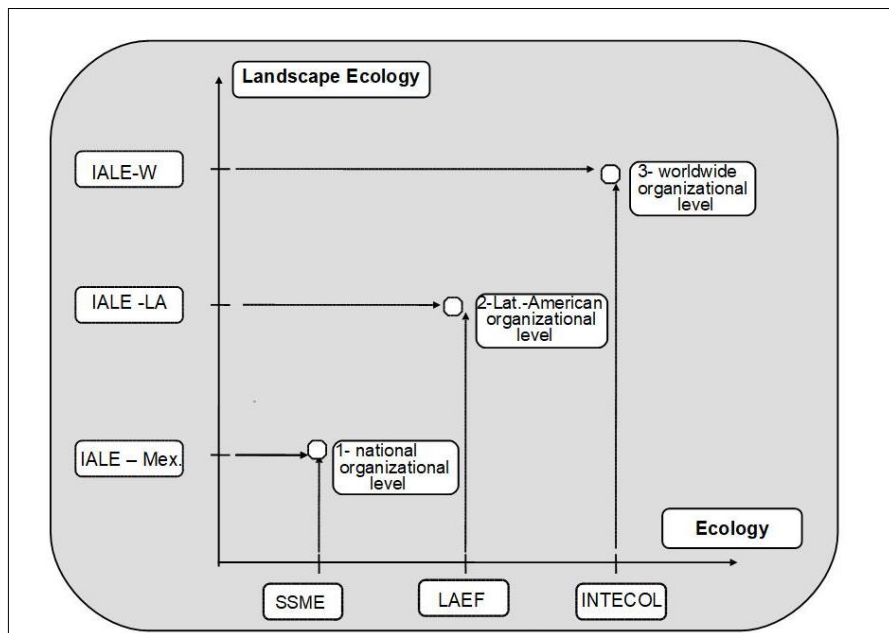 Landscape Ecology
IALE-W
3- worldwide
organizational
level
IALE -LA
2-Lat.-American
organizational
level
IALE – Mex.
1- national
organizational
level
Ecology
SSME
LAEF
INTECOL